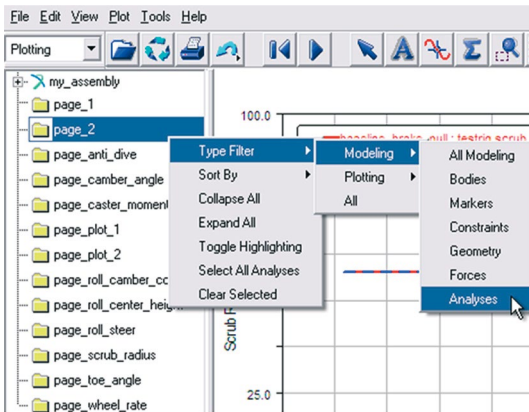 File Edit View Plot Tools Help
Plotting
my_assembly
page_1
page_2
page_anti_dive
page_camber_angle
page_caster_moment
page_plot_1
page_plot_2
page_roll_camber_co
page_roll_center_heig
page_roll_steer
page_scrub_radius
page_toe_angle
page_wheel_rate
Type Filter
Sort By
Collapse All
Expand All
Toggle Highlighting
Select All Analyses
Clear Selected
Modeling
Plotting
All
All Modeling
Bodies
Markers
Constraints
Geometry
Forces
Analyses
100.0
Scrub R
25.0